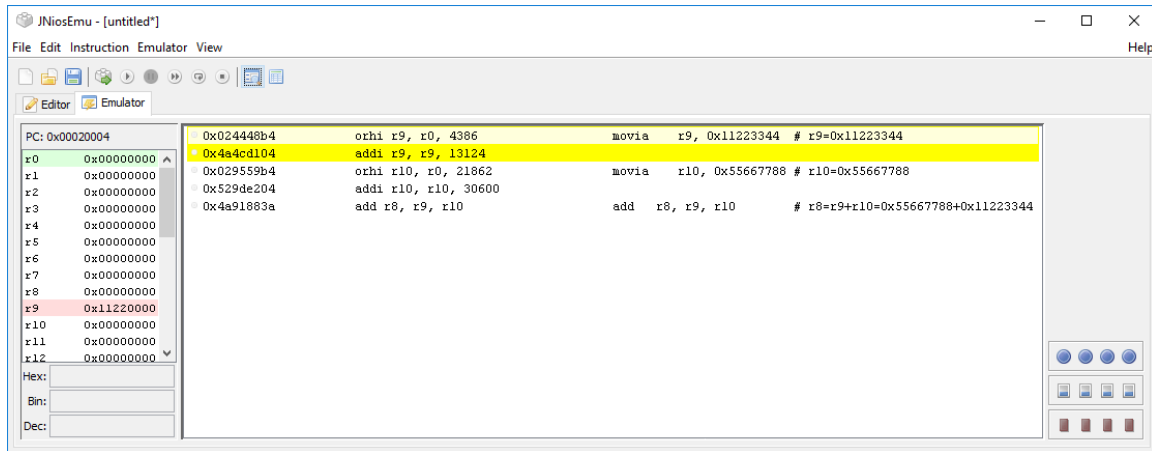 JNiosEmu - [untitled*]
File Edit Instruction Emulator View Help
Editor Emulator
PC: 0x00020004
r0 0x00000000
r1 0x00000000
r2 0x00000000
r3 0x00000000
r4 0x00000000
r5 0x00000000
r6 0x00000000
r7 0x00000000
r8 0x00000000
r9 0x11220000
r10 0x00000000
r11 0x00000000
r12 0x00000000
Hex:
Bin:
Dec:
0x024448b4 orhi r9, r0, 4386 movia r9, 0x11223344 # r9=0x11223344
0x4a4cd104 addi r9, r9, 13124
0x029559b4 orhi r10, r0, 21862 movia r10, 0x55667788 # r10=0x55667788
0x529de204 addi r10, r10, 30600
0x4a91883a add r8, r9, r10 add r8, r9, r10 # r8=r9+r10=0x55667788+0x11223344